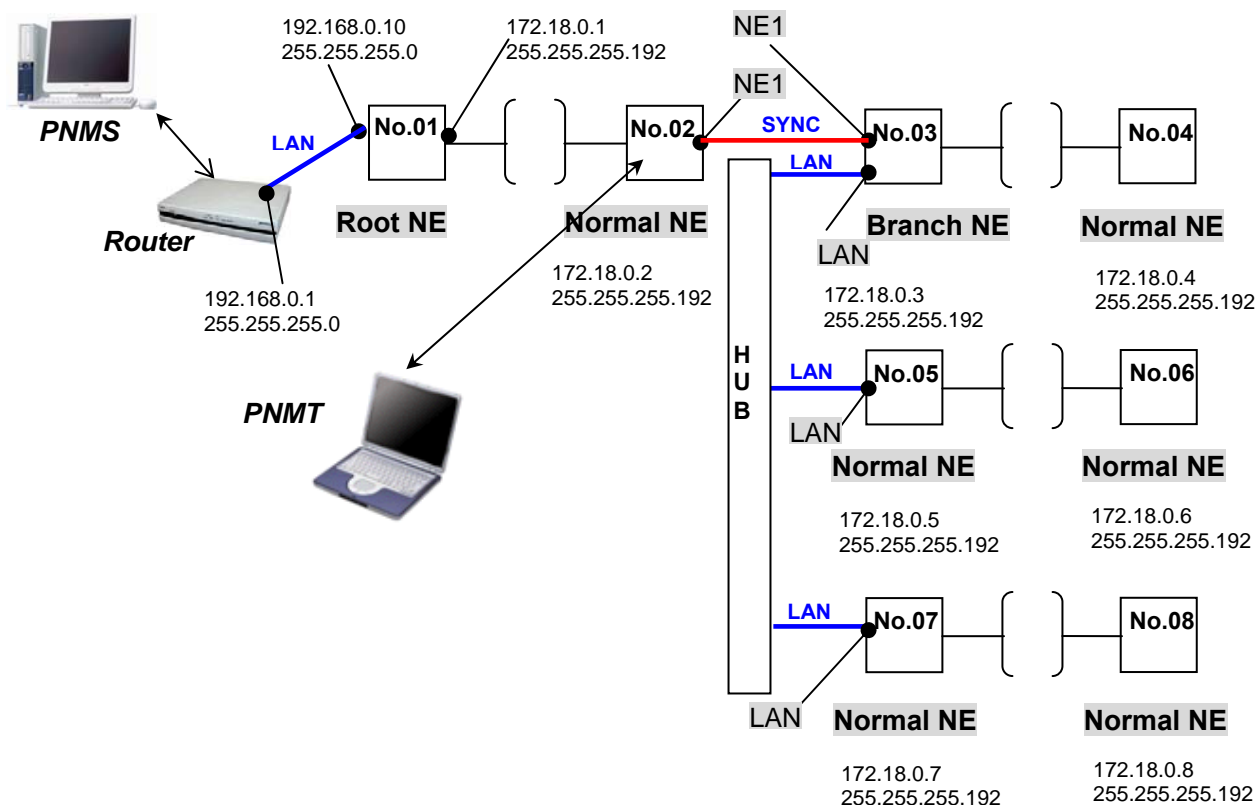 192.168.0.10
255.255.255.0
172.18.0.1
255.255.255.192
NE1
NE1
PNMS
LAN
No.01
No.02
SYNC
LAN
No.03
No.04
Router
Root NE
Normal NE
Branch NE
Normal NE
LAN
192.168.0.1
255.255.255.0
172.18.0.2
255.255.255.192
172.18.0.3
255.255.255.192
172.18.0.4
255.255.255.192
H
U
B
PNMT
LAN
No.05
No.06
LAN
Normal NE
Normal NE
172.18.0.5
255.255.255.192
172.18.0.6
255.255.255.192
LAN
No.07
No.08
LAN
Normal NE
Normal NE
172.18.0.7
255.255.255.192
172.18.0.8
255.255.255.192